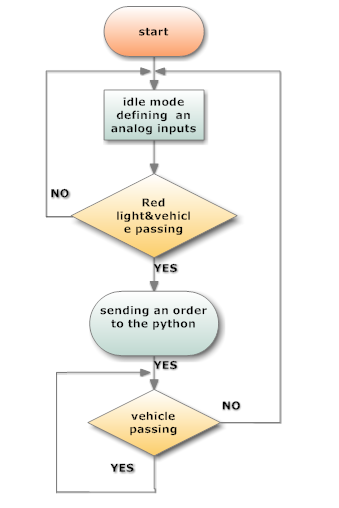 start
idle mode
defining an
analog inputs
NO
Red
light&vehicl
e passing
YES
sending an order
to the python
YES
vehicle
passing
NO
YES